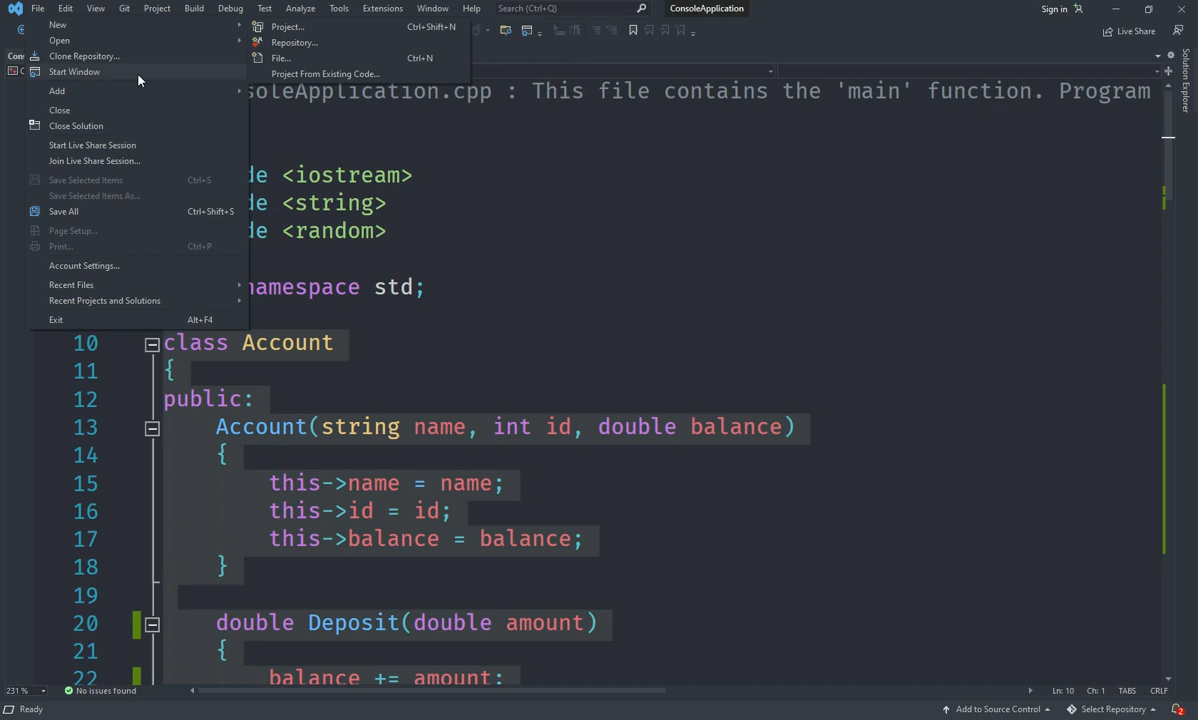 File Edit View Git Project Build Debug Test Analyze Tools Extensions Window Help Search (Ctrl+Q) ConsoleApplication Sign in
Live Share
New
Open
Clone Repository...
Start Window
Add
Close
Close Solution
Start Live Share Session
Join Live Share Session...
Save Selected Items Ctrl+S
Save Selected Items As...
Save All Ctrl+Shift+S
Page Setup...
Print... Ctrl+P
Account Settings...
Recent Files
Recent Projects and Solutions
Exit Alt+F4
Project... Ctrl+Shift+N
Repository...
File... Ctrl+N
Project From Existing Code...
Solution Explorer
soleApplication.cpp : This file contains the 'main' function. Program
de <iostream>
de <string>
de <random>
namespace std;
10 class Account
11 {
12 public:
13 Account(string name, int id, double balance)
14 {
15 this->name = name;
16 this->id = id;
17 this->balance = balance;
18 }
19
20 double Deposit(double amount)
21 {
22 balance += amount;
231 % No issues found Ln: 10 Ch: 1 TABS CRLF
Ready Add to Source Control Select Repository 2